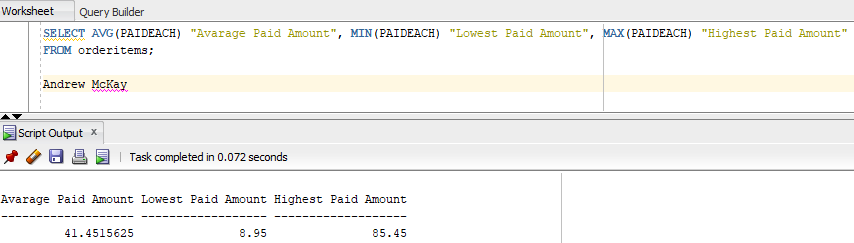 Worksheet Query Builder
SELECT AVG(PAIDEACH) "Avarage Paid Amount", MIN(PAIDEACH) "Lowest Paid Amount", MAX(PAIDEACH) "Highest Paid Amount"
FROM orderitems;
Andrew McKay
Script Output x
Task completed in 0.072 seconds
Avarage Paid Amount Lowest Paid Amount Highest Paid Amount
------------------- ------------------ -------------------
41.4515625 8.95 85.45